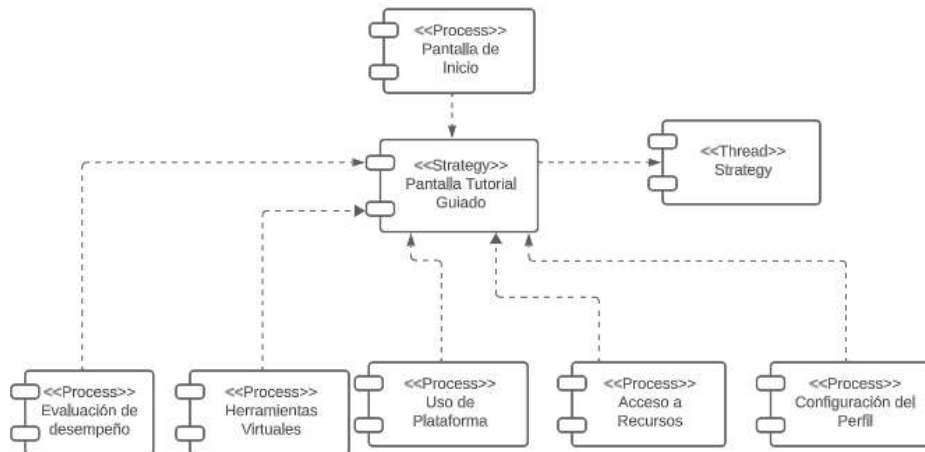 <<Process>>
Pantalla de
Inicio
<<Strategy>>
Pantalla Tutorial
Guiado
<<Thread>>
Strategy
<<Process>>
Evaluación de
desempeño
<<Process>>
Herramientas
Virtuales
<<Process>>
Uso de
Plataforma
<<Process>>
Acceso a
Recursos
<<Process>>
Configuración del
Perfil